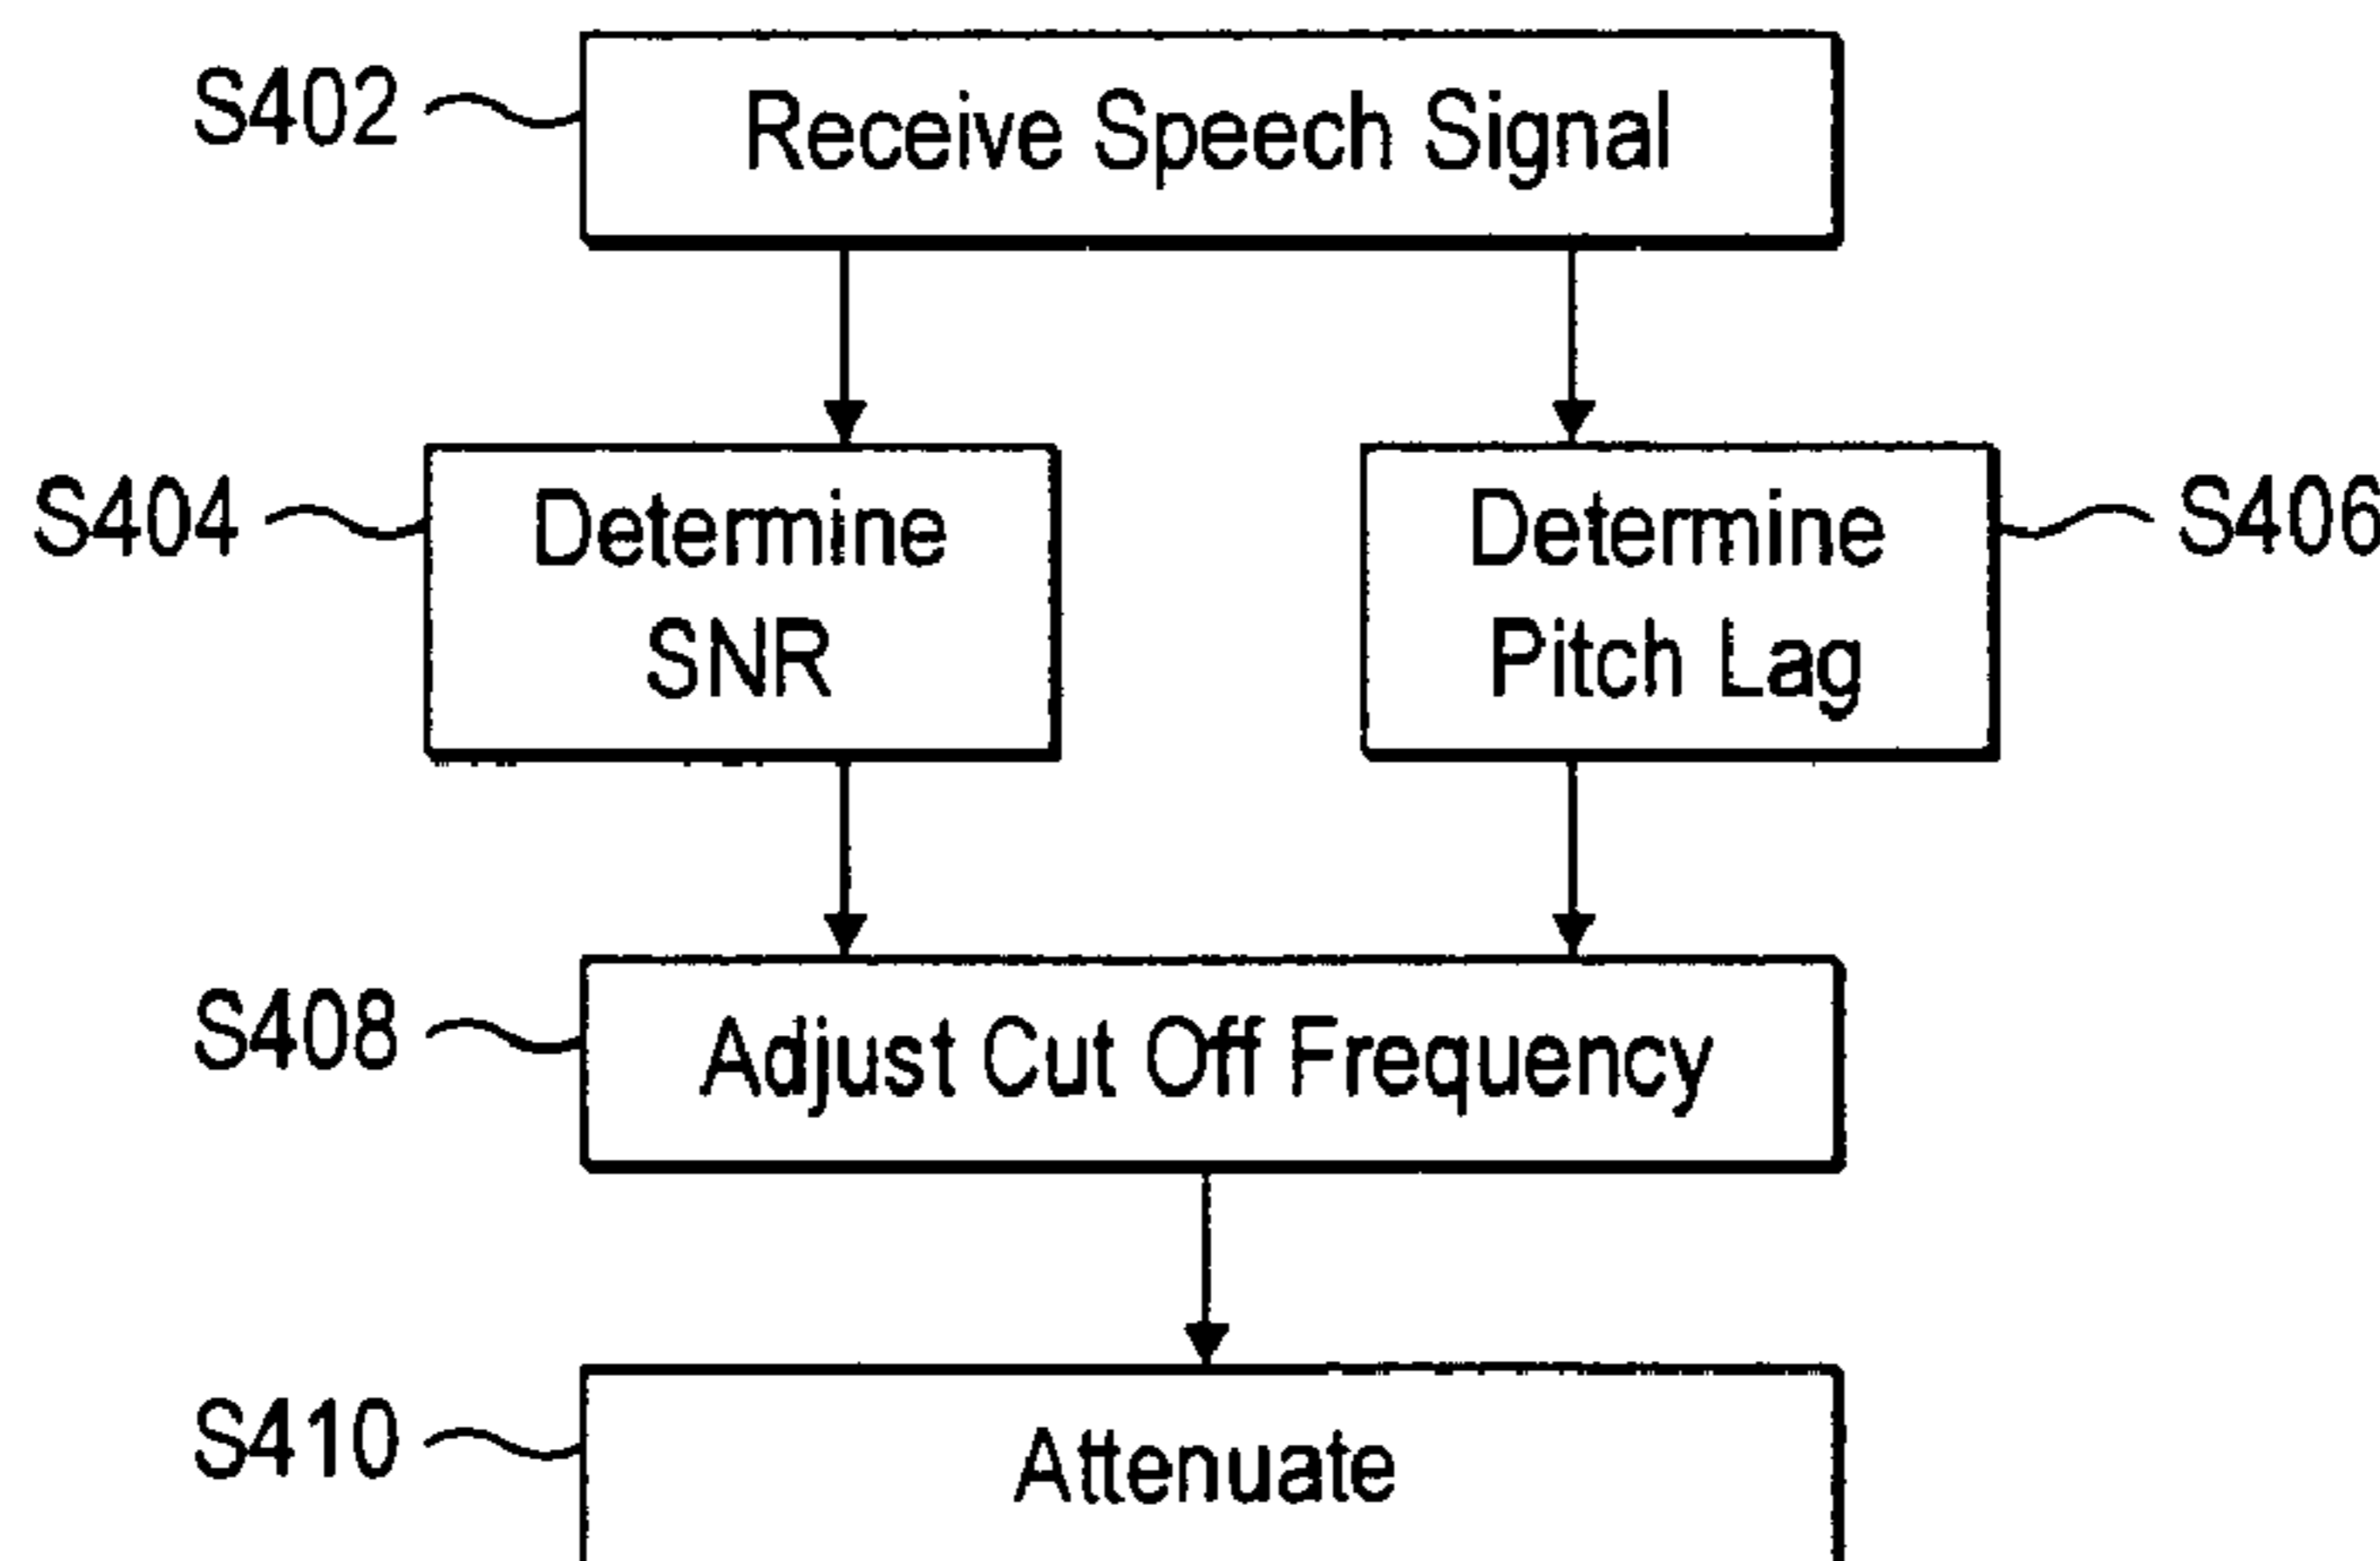 S402
Receive Speech Signal
S404
Determine
SNR
Determine
Pitch Lag
S406
S408
Adjust Cut Off Frequency
S410
Attenuate